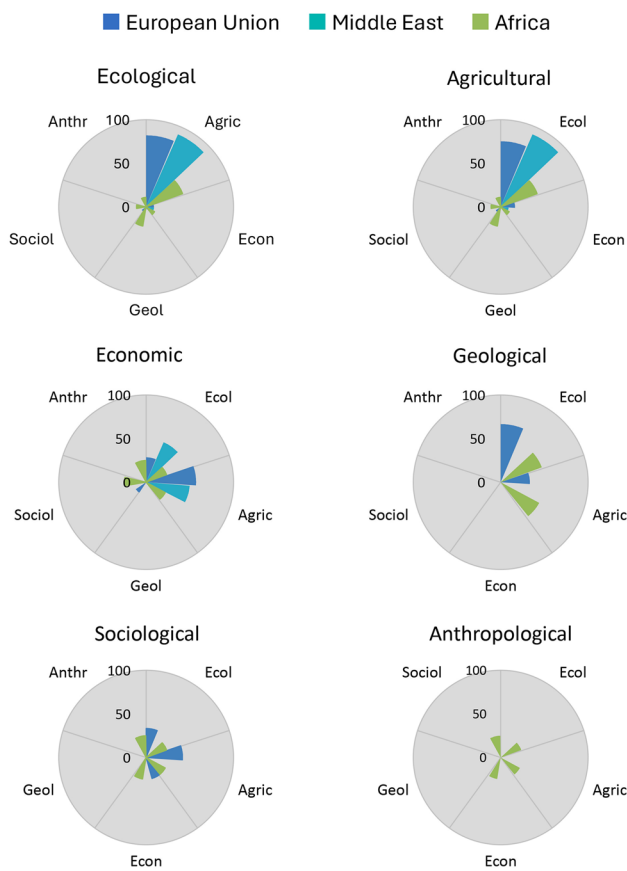 European Union Middle East Africa
Ecological
Anthr 100 Agric
50
0
Sociol Econ
Geol
Agricultural
Anthr 100 Ecol
50
0
Sociol Econ
Geol
Economic
Anthr 100 Ecol
50
0
Sociol Agric
Geol
Geological
Anthr 100 Ecol
50
0
Sociol Agric
Econ
Sociological
Anthr 100 Ecol
50
0
Geol Agric
Econ
Anthropological
Sociol 100 Ecol
50
0
Geol Agric
Econ